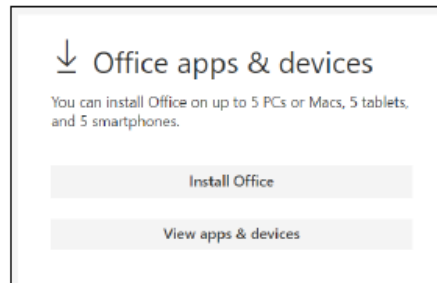 Office apps & devices
You can install Office on up to 5 PCs or Macs, 5 tablets,
and 5 smartphones.
Install Office
View apps & devices